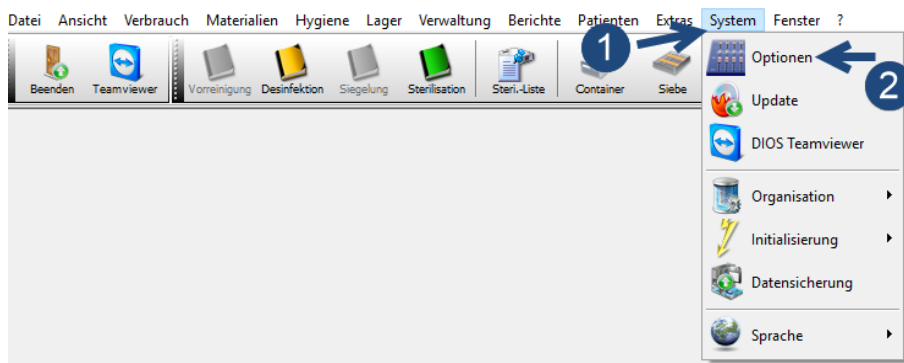 Datei Ansicht Verbrauch Materialien Hygiene Lager Verwaltung Berichte Patienten Extras System Fenster ?
1
Optionen
2
Beenden Teamviewer Vorreinigung Desinfektion Siegelung Sterilisation Steri.-Liste Container Siebe
Update
DIOS Teamviewer
Organisation
Initialisierung
Datensicherung
Sprache